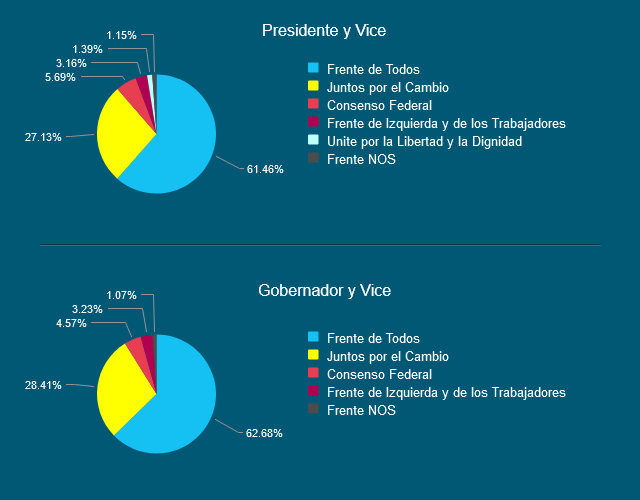 Presidente y Vice
1.15%
1.39%
3.16%
5.69%
27.13%
61.46%
Frente de Todos
Juntos por el Cambio
Consenso Federal
Frente de Izquierda y de los Trabajadores
Unite por la Libertad y la Dignidad
Frente NOS
Gobernador y Vice
1.07%
3.23%
4.57%
28.41%
62.68%
Frente de Todos
Juntos por el Cambio
Consenso Federal
Frente de Izquierda y de los Trabajadores
Frente NOS